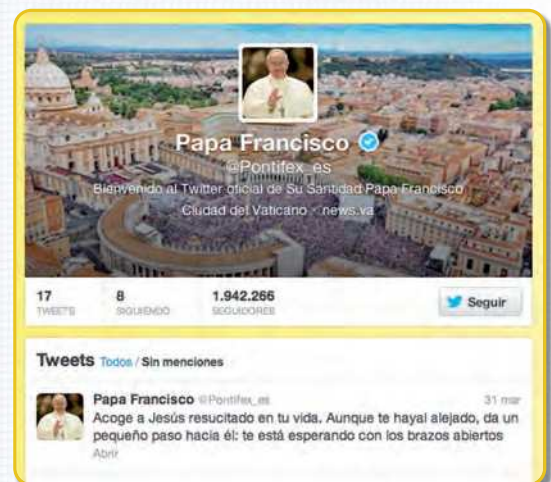 Papa Francisco
@Pontifex_es
Bienvenido al Twitter oficial de Su Santidad Papa Francisco
Ciudad del Vaticano · news.va
17
TWEETS
8
SIGUIENDO
1.942.266
SEGUIDORES
Seguir
Tweets Todos / Sin menciones
Papa Francisco @Pontifex_es 31 mar
Acoge a Jesús resucitado en tu vida. Aunque te hayal alejado, da un
pequeño paso hacia él: te está esperando con los brazos abiertos
Abrir